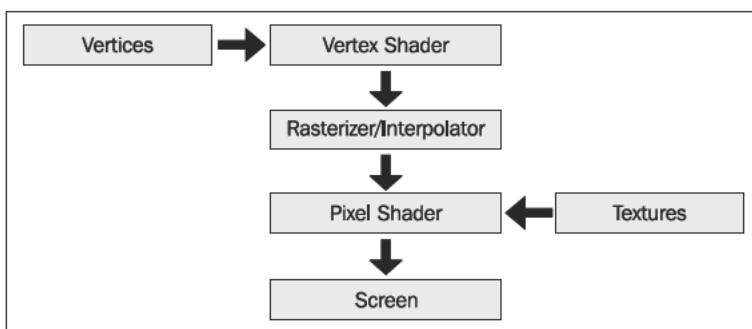 Vertices
Vertex Shader
Rasterizer/Interpolator
Pixel Shader
Textures
Screen